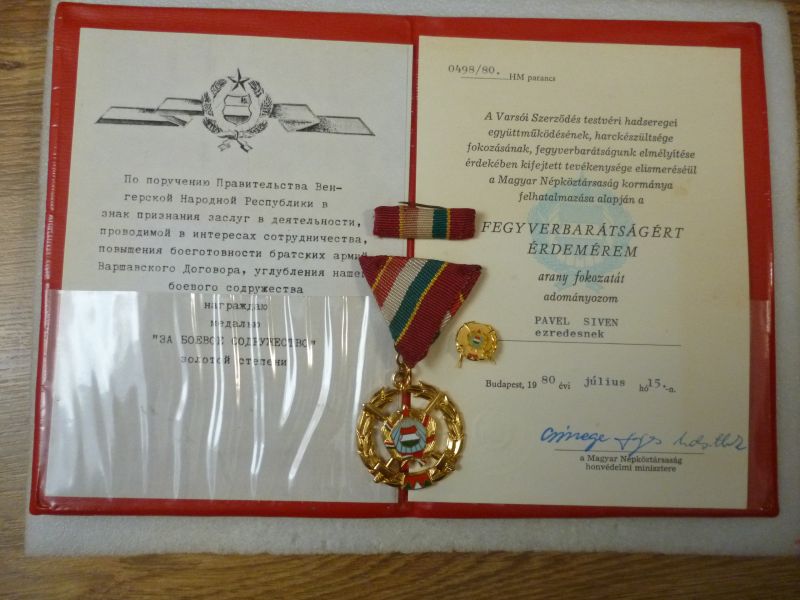 По поручению Правительства Вен-
герской Народной Республики в
знак признания заслуг в деятельности,
проводимой в интересах сотрудничества,
повышения боеготовности братских армий
Варшавского Договора, углубления нашего
боевого содружества
награждаю
медалью
"ЗА БОЕВОЕ СОДРУЖЕСТВО"
золотой степени
0498/80. HM parancs
A Varsói Szerződés testvéri hadseregei
együttműködésének, harckészültsége
fokozásának, fegyverbarátságunk elmélyítése
érdekében kifejtett tevékenysége elismeréséül
a Magyar Népköztársaság kormánya
felhatalmazása alapján a
FEGYVERBARÁTSÁGÉRT
ÉRDEMÉREM
arany fokozatát
adományozom
PAVEL SIVEN
ezredesnek
Budapest, 1980 évi július hó 15.-n.
Czinege Lajos
a Magyar Népköztársaság
honvédelmi minisztere